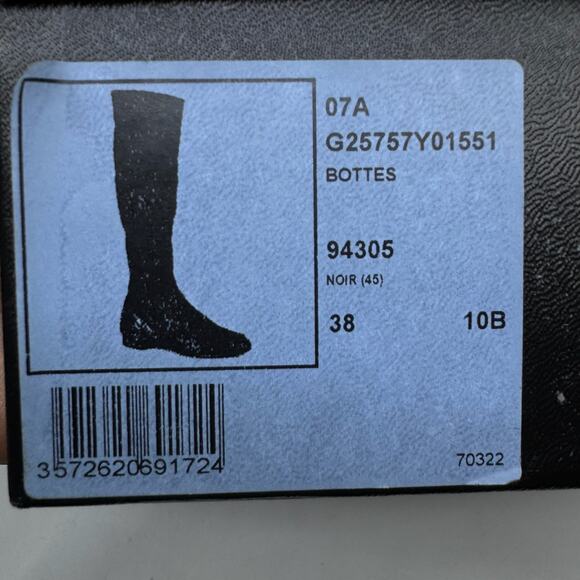 07A
G25757Y01551
BOTTES
94305
NOIR (45)
38 10B
3572620691724
70322